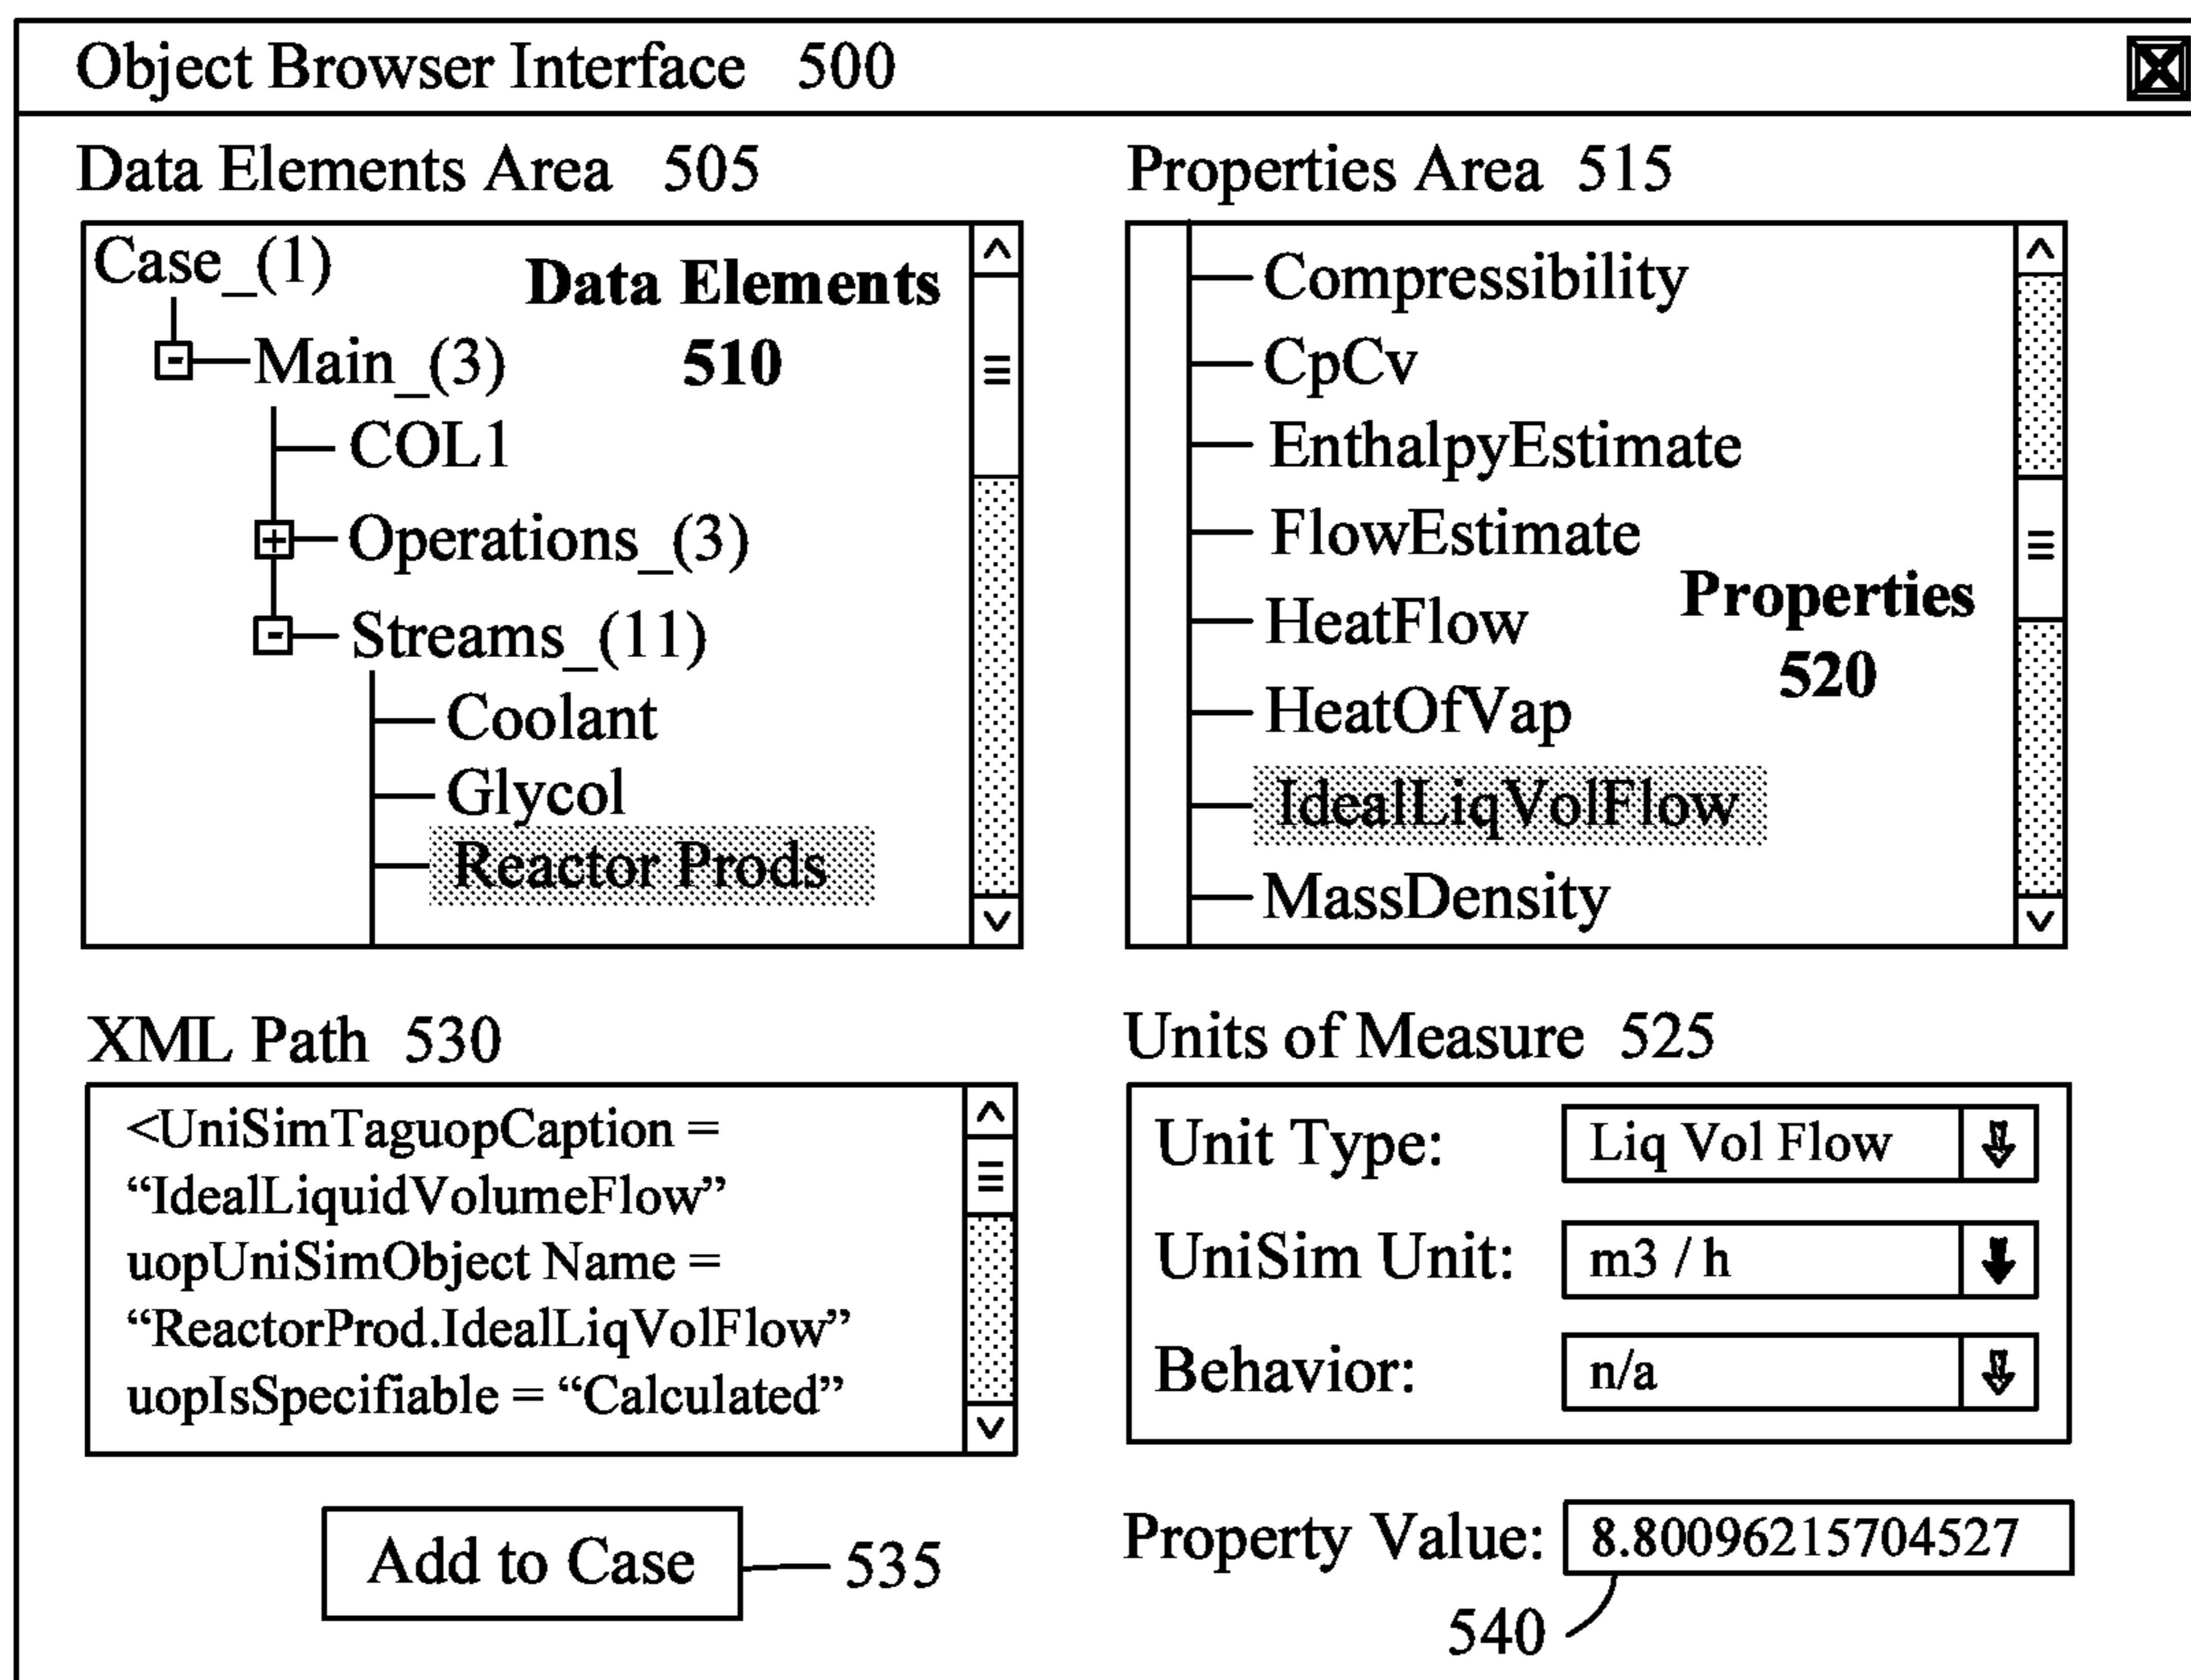 Object Browser Interface 500
Data Elements Area 505
Case_(1)
Data Elements
510
- Main_(3)
COL1
+ Operations_(3)
- Streams_(11)
Coolant
Glycol
Reactor Prods
Properties Area 515
Compressibility
CpCv
EnthalpyEstimate
FlowEstimate
HeatFlow
Properties
520
HeatOfVap
IdealLiqVolFlow
MassDensity
XML Path 530
<UniSimTaguopCaption =
“IdealLiquidVolumeFlow”
uopUniSimObject Name =
“ReactorProd.IdealLiqVolFlow”
uopIsSpecifiable = “Calculated”
Units of Measure 525
Unit Type: Liq Vol Flow
UniSim Unit: m3 / h
Behavior: n/a
Add to Case 535
Property Value: 8.80096215704527
540